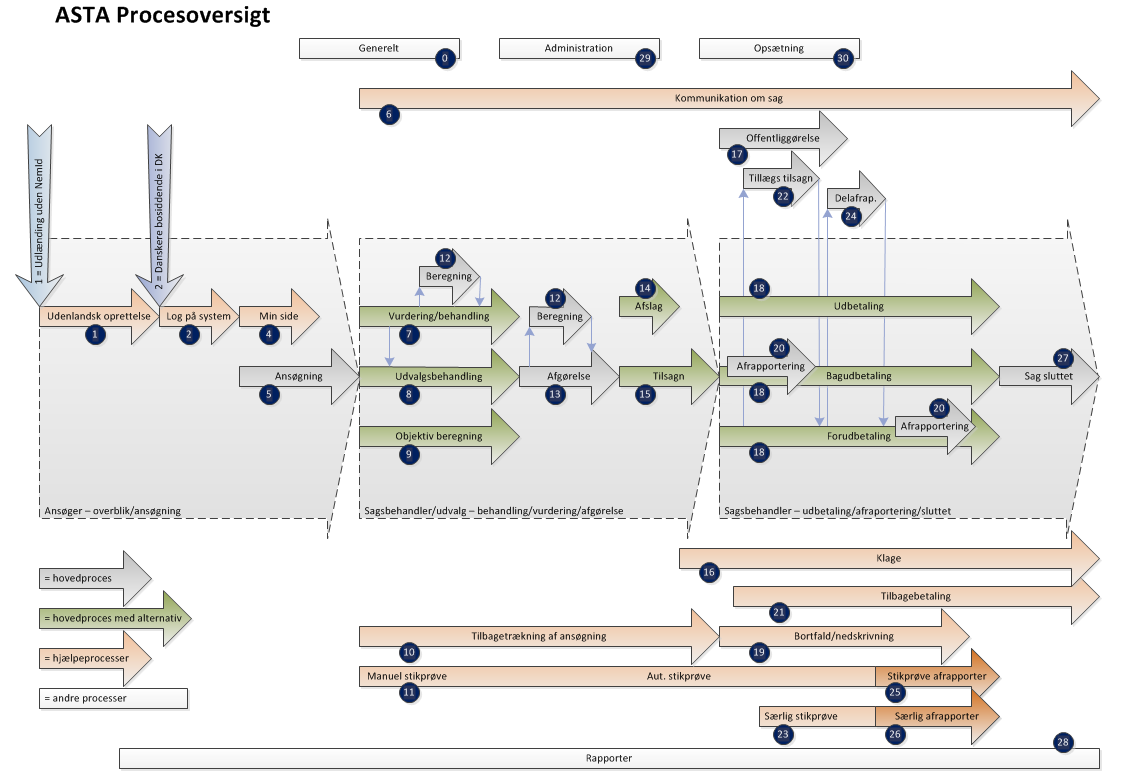 ASTA Procesoversigt
Generelt
0
Administration
29
Opsætning
30
Kommunikation om sag
6
Offentliggørelse
17
Tillægs tilsagn
22
Delafrap.
24
1 = Udlænding uden NemId
2 = Danskere bosiddende i DK
Udenlandsk oprettelse
1
Log på system
2
Min side
4
Ansøgning
5
Ansøger – overblik/ansøgning
12
Beregning
Vurdering/behandling
7
12
Beregning
14
Afslag
Udvalgsbehandling
8
Afgørelse
13
Tilsagn
15
Objektiv beregning
9
Sagsbehandler/udvalg – behandling/vurdering/afgørelse
18
Udbetaling
20
Afrapportering
Bagudbetaling
18
27
Sag sluttet
20
Afrapportering
Forudbetaling
18
Sagsbehandler – udbetaling/afraportering/sluttet
= hovedproces
= hovedproces med alternativ
= hjælpeprocesser
= andre processer
Klage
16
Tilbagebetaling
21
Tilbagetrækning af ansøgning
10
Bortfald/nedskrivning
19
Manuel stikprøve
11
Aut. stikprøve
Stikprøve afrapporter
25
Særlig stikprøve
23
Særlig afrapporter
26
28
Rapporter